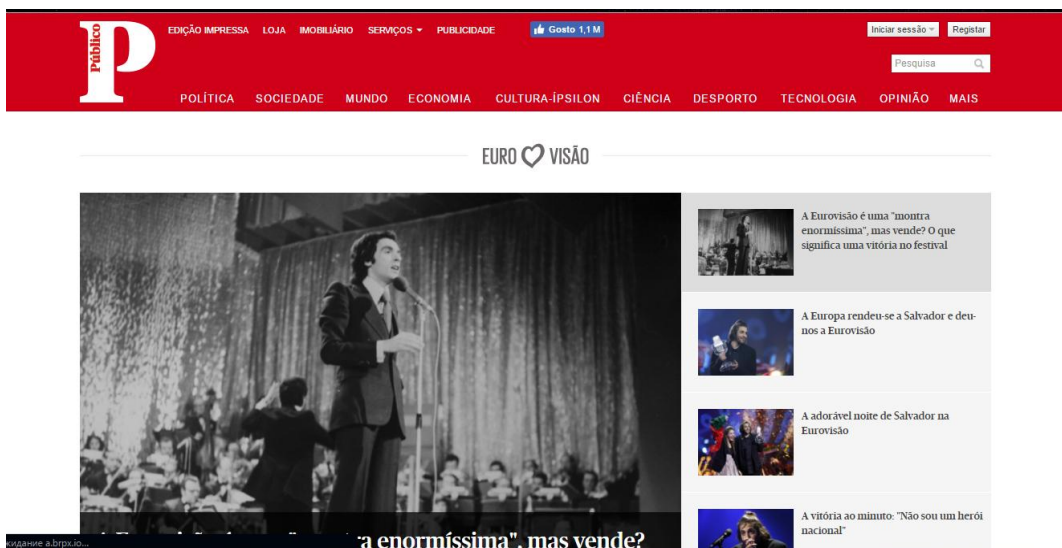 Público
P
EDIÇÃO IMPRESSA LOJA IMOBILIÁRIO SERVIÇOS PUBLICIDADE Gosto 1,1 M Iniciar sessão Registar
Pesquisa
POLÍTICA SOCIEDADE MUNDO ECONOMIA CULTURA-ÍPSILON CIÊNCIA DESPORTO TECNOLOGIA OPINIÃO MAIS
EURO VISÃO
A Eurovisão é uma "montra
enormíssima", mas vende? O que
significa uma vitória no festival
A Europa rendeu-se a Salvador e deu-
nos a Eurovisão
A adorável noite de Salvador na
Eurovisão
A vitória ao minuto: "Não sou um herói
nacional"
enormíssima", mas vende?
a.brpx.io...